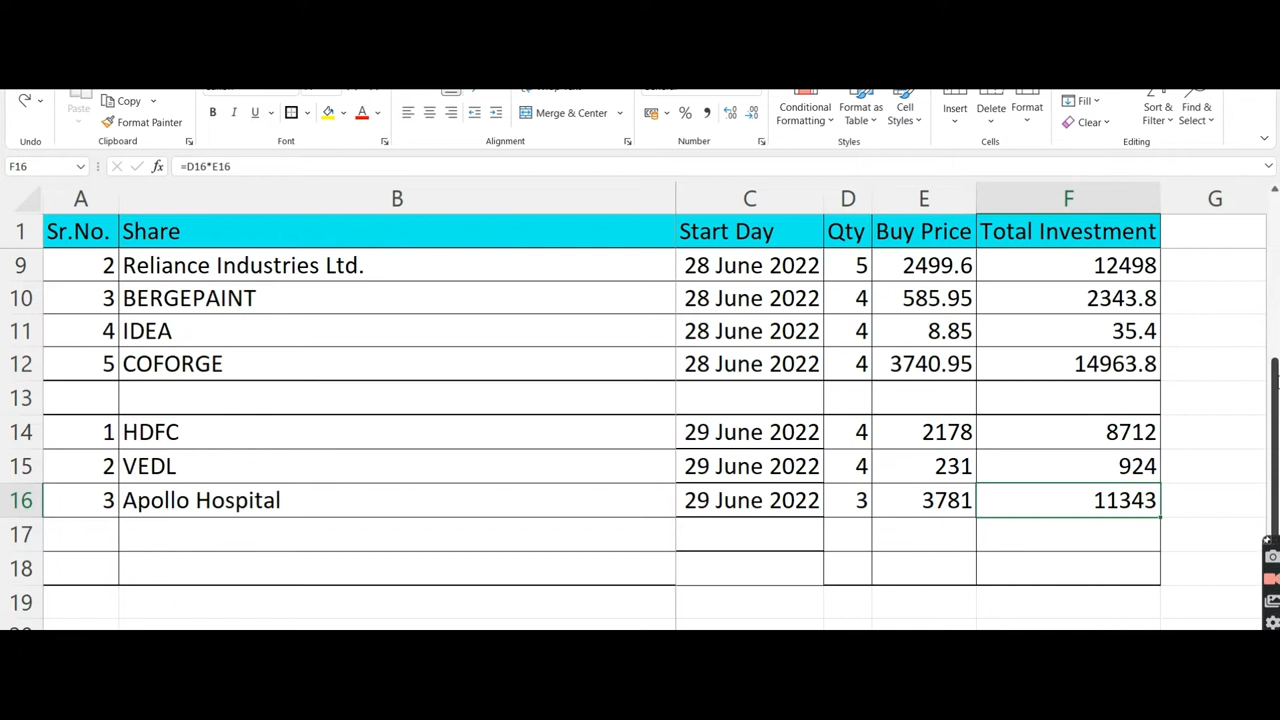 Paste
Copy
Format Painter
B I U
A
Merge & Center
%
Conditional Formatting
Format as Table
Cell Styles
Insert
Delete
Format
Fill
Clear
Sort & Filter
Find & Select
Undo
Clipboard
Font
Alignment
Number
Styles
Cells
Editing
F16
fx
=D16*E16
A B C D E F G
1 Sr.No. Share Start Day Qty Buy Price Total Investment
9 2 Reliance Industries Ltd. 28 June 2022 5 2499.6 12498
10 3 BERGEPAINT 28 June 2022 4 585.95 2343.8
11 4 IDEA 28 June 2022 4 8.85 35.4
12 5 COFORGE 28 June 2022 4 3740.95 14963.8
13
14 1 HDFC 29 June 2022 4 2178 8712
15 2 VEDL 29 June 2022 4 231 924
16 3 Apollo Hospital 29 June 2022 3 3781 11343
17
18
19